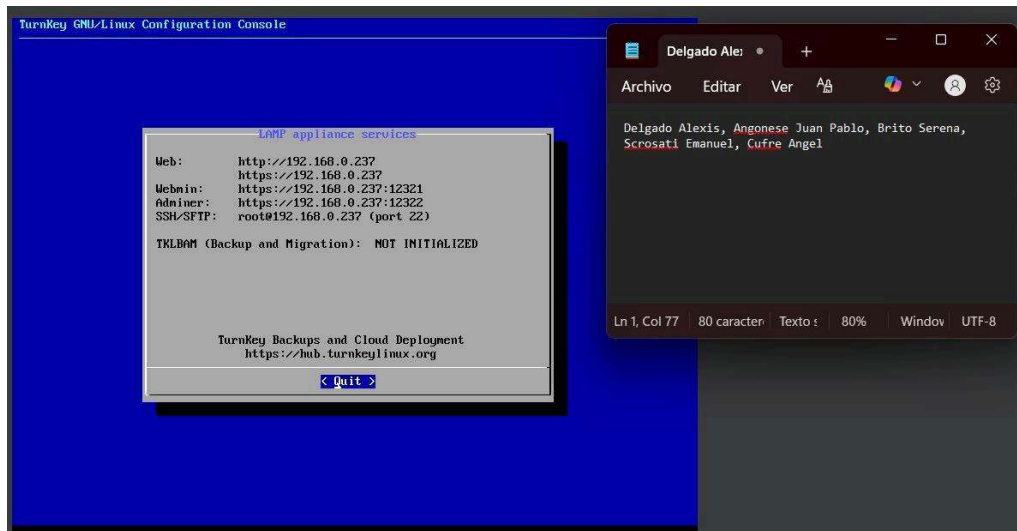 TurnKey GNU/Linux Configuration Console
LAMP appliance services
Web: http://192.168.0.237
https://192.168.0.237
Webmin: https://192.168.0.237:12321
Adminer: https://192.168.0.237:12322
SSH/SFTP: root@192.168.0.237 (port 22)
TKLBAM (Backup and Migration): NOT INITIALIZED
TurnKey Backups and Cloud Deployment
https://hub.turnkeylinux.org
< Quit >
Delgado Ale
Archivo Editar Ver
Delgado Alexis, Angonese Juan Pablo, Brito Serena,
Scrosati Emanuel, Cufre Angel
Ln 1, Col 77 80 caracter Texto s 80% Window UTF-8